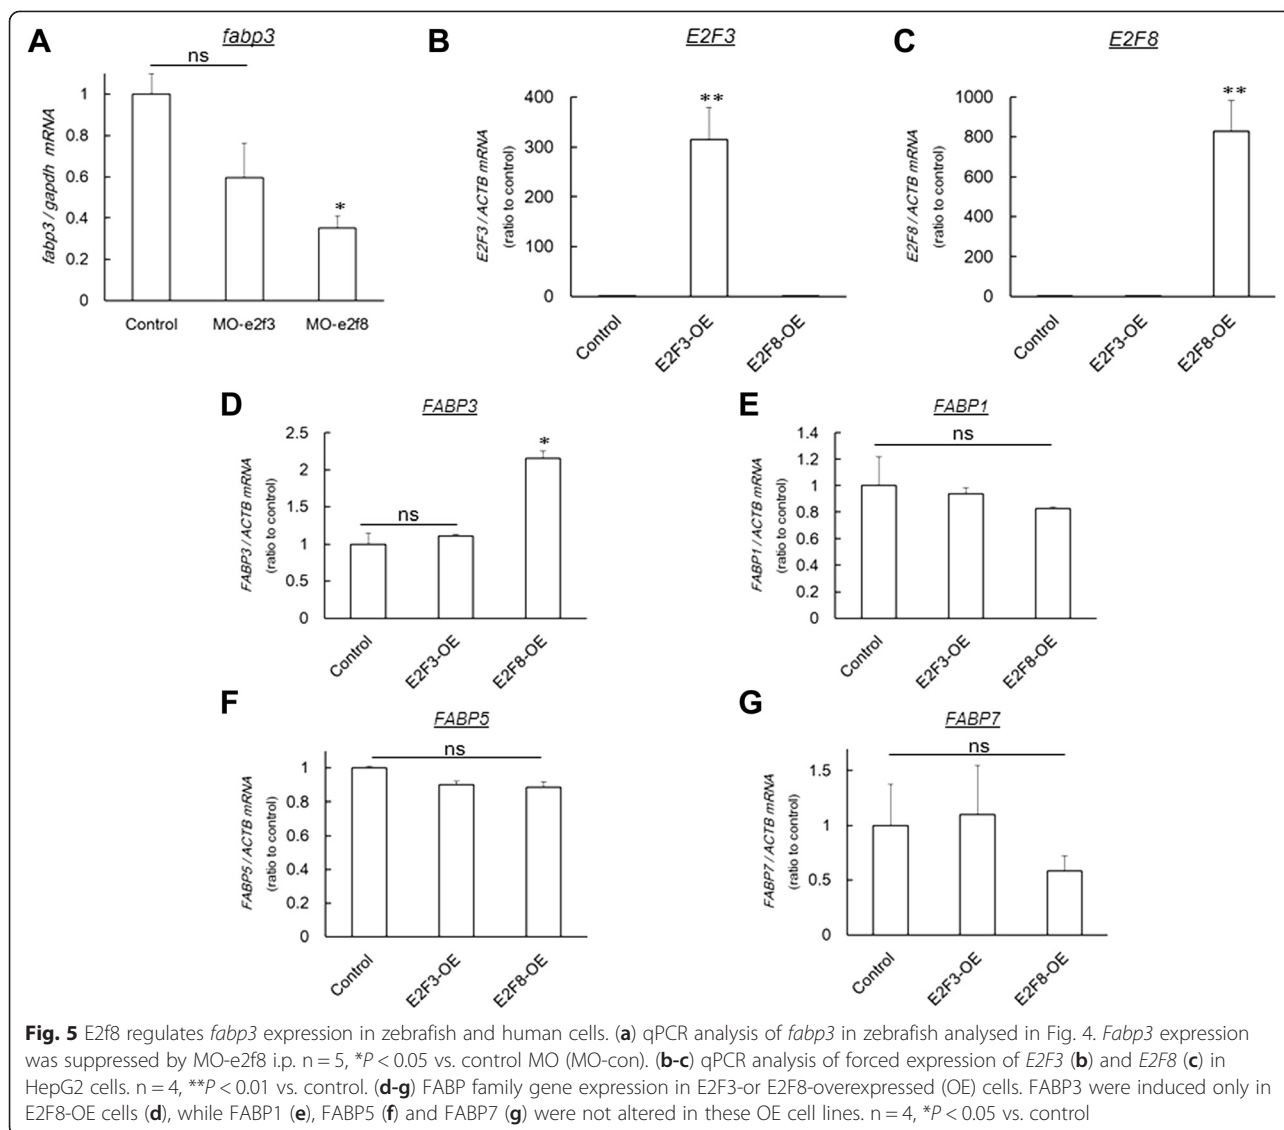 A
fabp3
ns
fabp3 / gapdh mRNA
1
0.8
0.6
0.4
0.2
0
*
Control
MO-e2f3
MO-e2f8
B
E2F3
E2F3 / ACTB mRNA
(ratio to control)
400
300
200
100
0
**
Control
E2F3-OE
E2F8-OE
C
E2F8
E2F8 / ACTB mRNA
(ratio to control)
1000
800
600
400
200
0
**
Control
E2F3-OE
E2F8-OE
D
FABP3
FABP3 / ACTB mRNA
(ratio to control)
2.5
2
1.5
1
0.5
0
ns
*
Control
E2F3-OE
E2F8-OE
E
FABP1
FABP1 / ACTB mRNA
(ratio to control)
1.4
1.2
1
0.8
0.6
0.4
0.2
0
ns
Control
E2F3-OE
E2F8-OE
F
FABP5
FABP5 / ACTB mRNA
(ratio to control)
1
0.8
0.6
0.4
0.2
0
ns
Control
E2F3-OE
E2F8-OE
G
FABP7
FABP7 / ACTB mRNA
(ratio to control)
1.5
1
0.5
0
ns
Control
E2F3-OE
E2F8-OE
Fig. 5 E2f8 regulates fabp3 expression in zebrafish and human cells. (a) qPCR analysis of fabp3 in zebrafish analysed in Fig. 4. Fabp3 expression
was suppressed by MO-e2f8 i.p. n = 5, *P < 0.05 vs. control MO (MO-con). (b-c) qPCR analysis of forced expression of E2F3 (b) and E2F8 (c) in
HepG2 cells. n = 4, **P < 0.01 vs. control. (d-g) FABP family gene expression in E2F3-or E2F8-overexpressed (OE) cells. FABP3 were induced only in
E2F8-OE cells (d), while FABP1 (e), FABP5 (f) and FABP7 (g) were not altered in these OE cell lines. n = 4, *P < 0.05 vs. control